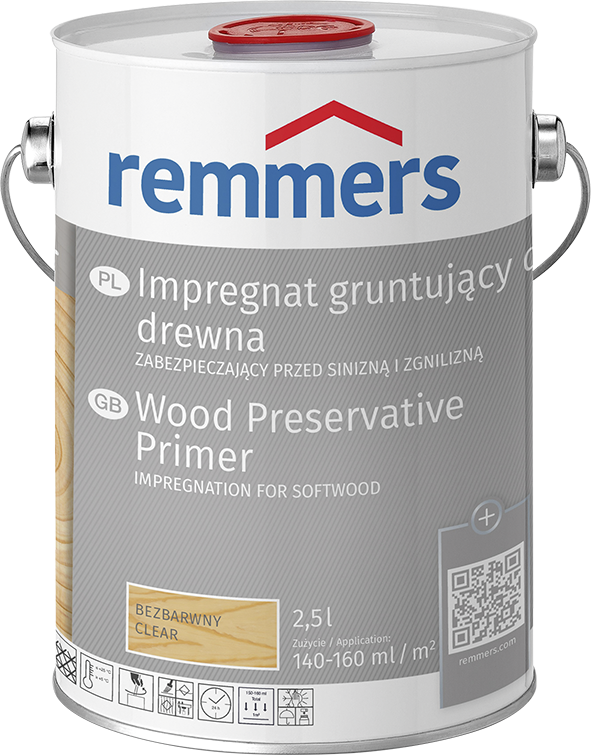 remmers
PL Impregnat gruntujący
drewna
ZABEZPIECZAJĄCY PRZED SINIZNĄ I ZGNILIZNĄ
GB Wood Preservative
Primer
IMPREGNATION FOR SOFTWOOD
BEZBARWNY
CLEAR
2,5 l
Zużycie / Application:
140-160 ml / m²
remmers.com
24 h